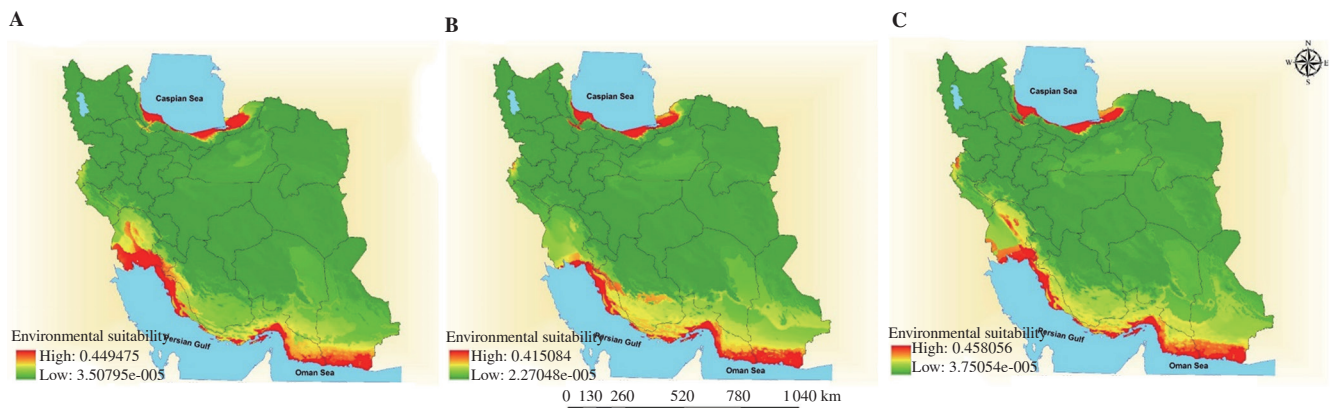 A
B
C
N
W E
S
Caspian Sea
Caspian Sea
Caspian Sea
Environmental suitability
Persian Gulf
High: 0.449475
Low: 3.50795e-005
Oman Sea
Environmental suitability
Persian Gulf
High: 0.415084
Low: 2.27048e-005
Oman Sea
Environmental suitability
Persian Gulf
High: 0.458056
Low: 3.75054e-005
Oman Sea
0 130 260 520 780 1 040 km